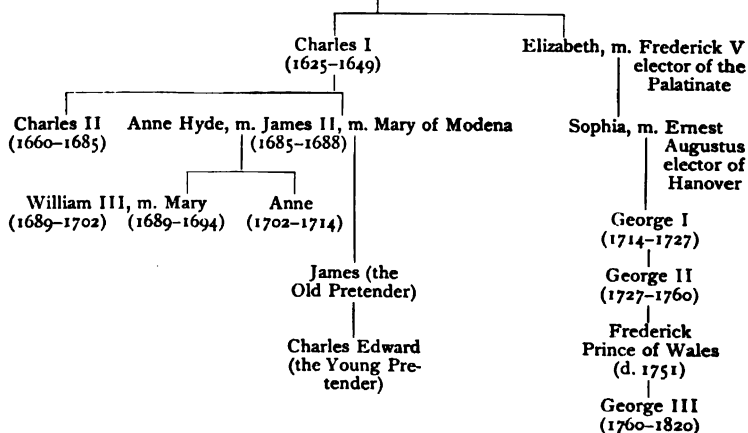 Charles I
(1625–1649)
Elizabeth, m. Frederick V
elector of the
Palatinate
Charles II
(1660–1685)
Anne Hyde, m. James II, m. Mary of Modena
(1685–1688)
Sophia, m. Ernest
Augustus
elector of
Hanover
William III, m. Mary
(1689–1702) (1689–1694)
Anne
(1702–1714)
George I
(1714–1727)
James (the
Old Pretender)
George II
(1727–1760)
Charles Edward
(the Young Pre-
tender)
Frederick
Prince of Wales
(d. 1751)
George III
(1760–1820)